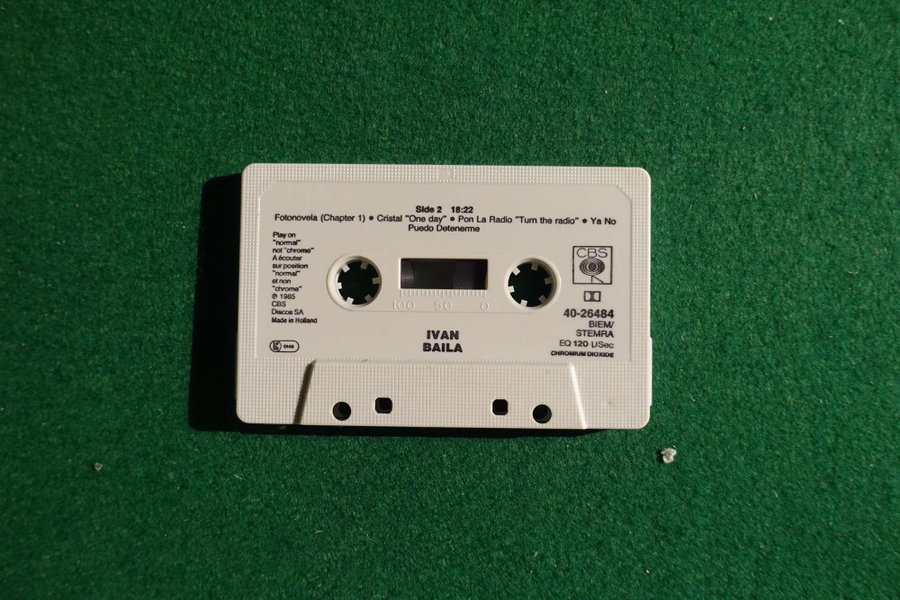 Side 2 18:22
Fotonovela (Chapter 1) ● Cristal "One day" ● Pon La Radio "Turn the radio" ● Ya No
Puedo Detenerme
Play on
"normal"
not "chrome"
A écouter
sur position
"normal"
et non
"chrome"
℗ 1985
CBS
Discos SA
Made in Holland
CBS
100 50 0
40-26484
BIEM/
STEMRA
EQ 120 µSec
CHROMIUM DIOXIDE
IVAN
BAILA